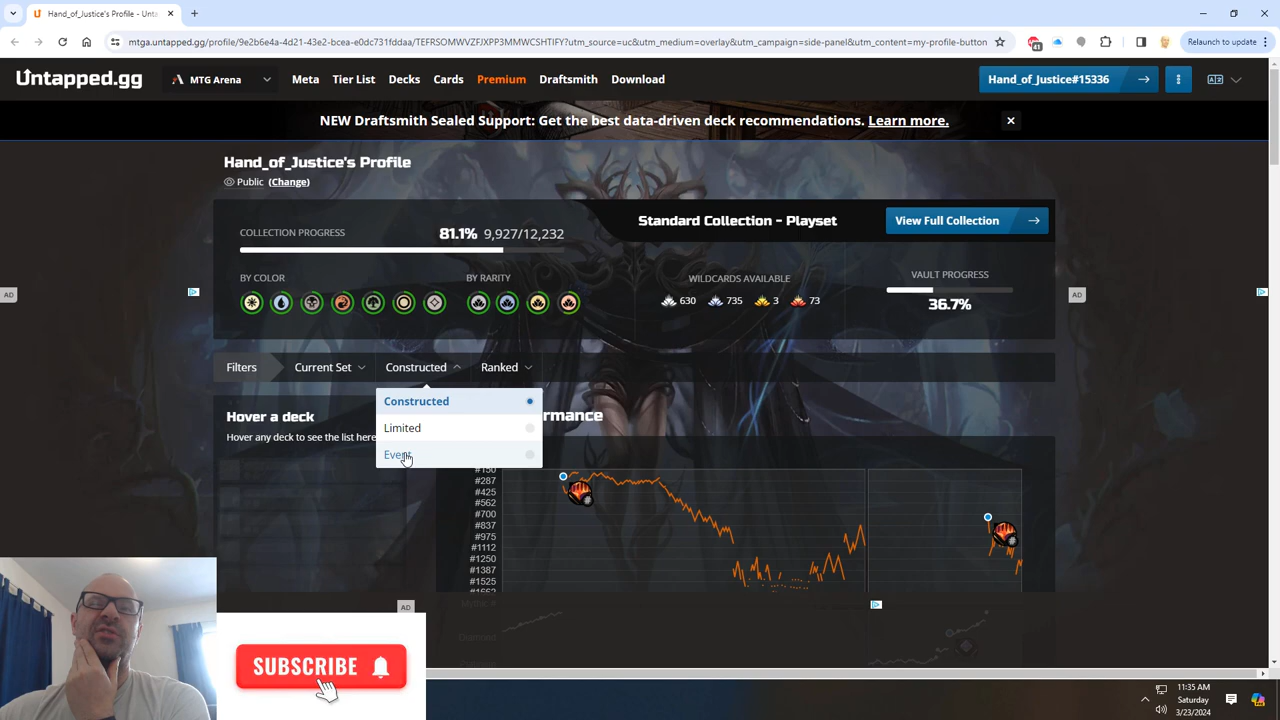 Hand_of_Justice's Profile - Unta
mtga.untapped.gg/profile/9e2b6e4a-4d21-43e2-bcea-e0dc731fddaa/TEFRSOMWVZFJXPP3MMWCSHTIFY?utm_source=uc&utm_medium=overlay&utm_campaign=side-panel&utm_content=my-profile-button
41
Relaunch to update
Untapped.gg
MTG Arena
Meta
Tier List
Decks
Cards
Premium
Draftsmith
Download
Hand_of_Justice#15336
NEW Draftsmith Sealed Support: Get the best data-driven deck recommendations. Learn more.
Hand_of_Justice's Profile
Public (Change)
COLLECTION PROGRESS
81.1% 9,927/12,232
Standard Collection - Playset
View Full Collection
BY COLOR
BY RARITY
WILDCARDS AVAILABLE
630
735
3
73
VAULT PROGRESS
36.7%
AD
AD
Filters
Current Set
Constructed
Ranked
Constructed
Limited
Event
Hover a deck
Hover any deck to see the list here
rmance
#150
#287
#425
#562
#700
#837
#975
#1112
#1250
#1387
#1525
#1662
Mythic #
Diamond
AD
SUBSCRIBE
11:35 AM
Saturday
3/23/2024